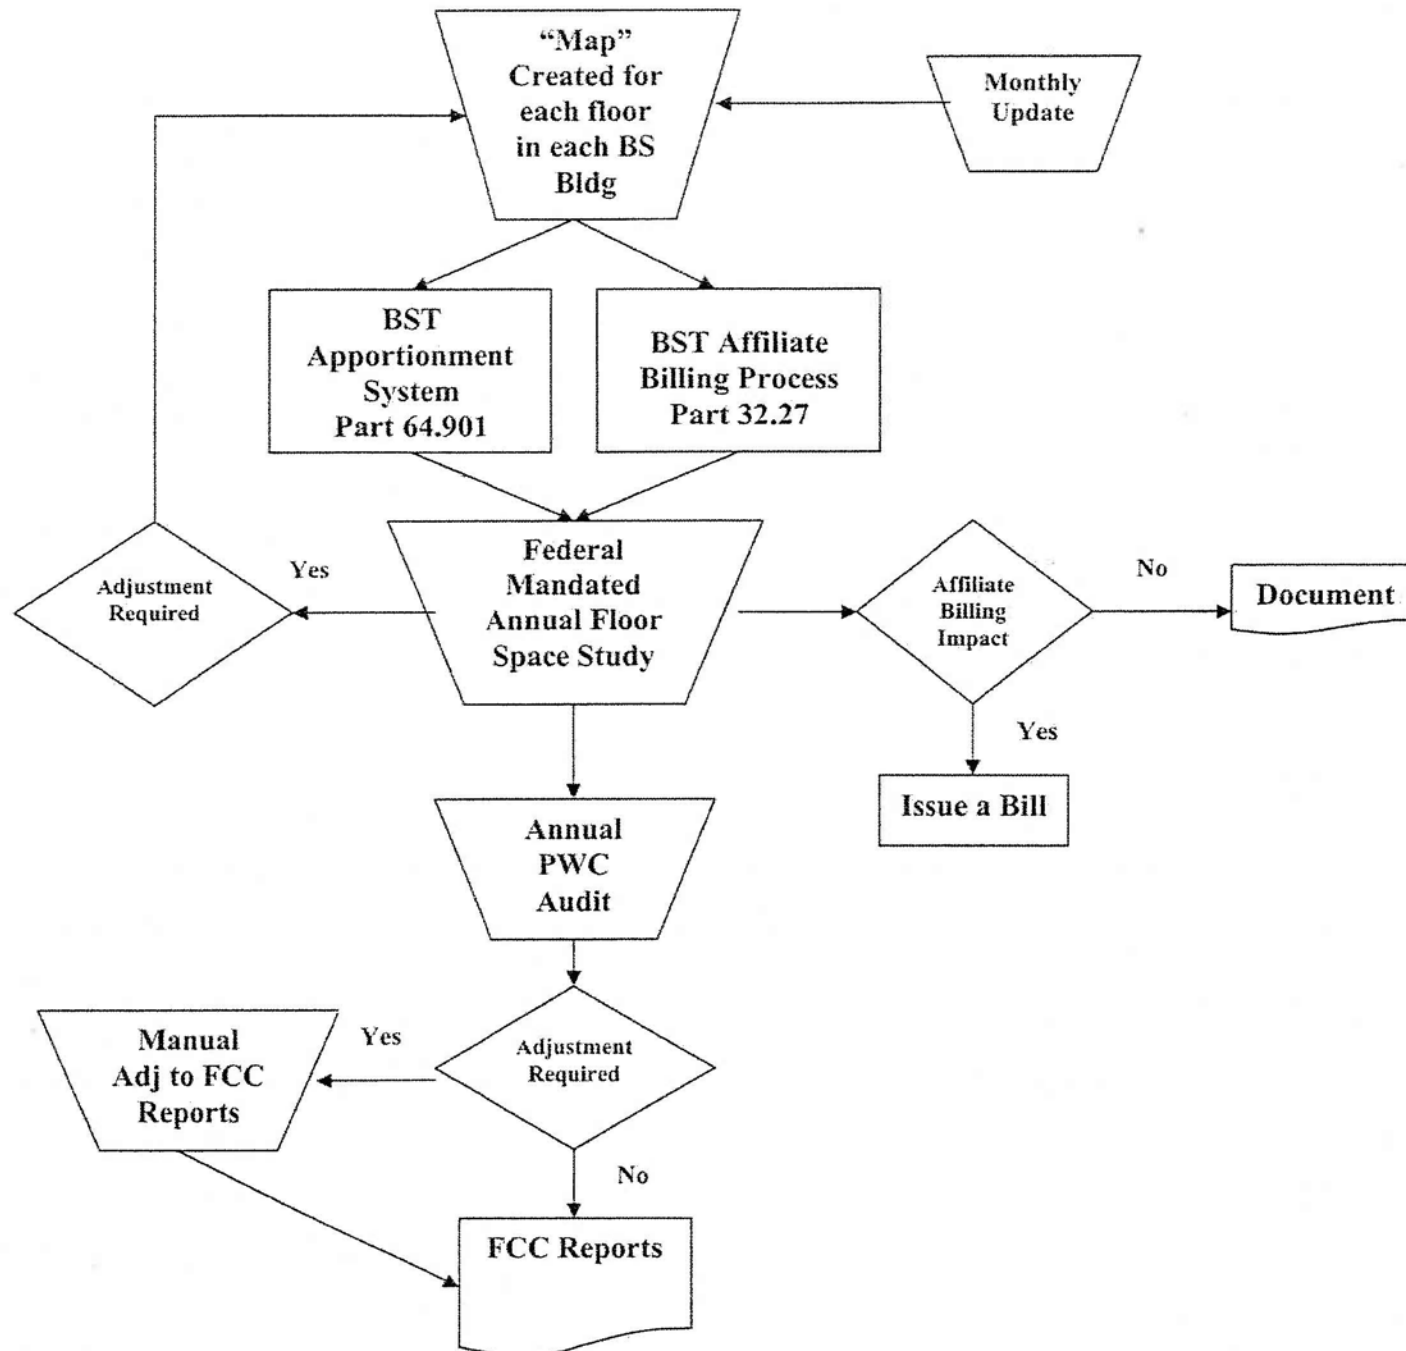 “Map”
Created for
each floor
in each BS
Bldg
Monthly
Update
BST
Apportionment
System
Part 64.901
BST Affiliate
Billing Process
Part 32.27
Adjustment
Required
Yes
Federal
Mandated
Annual Floor
Space Study
Affiliate
Billing
Impact
No
Document
Yes
Issue a Bill
Annual
PWC
Audit
Manual
Adj to FCC
Reports
Yes
Adjustment
Required
No
FCC Reports